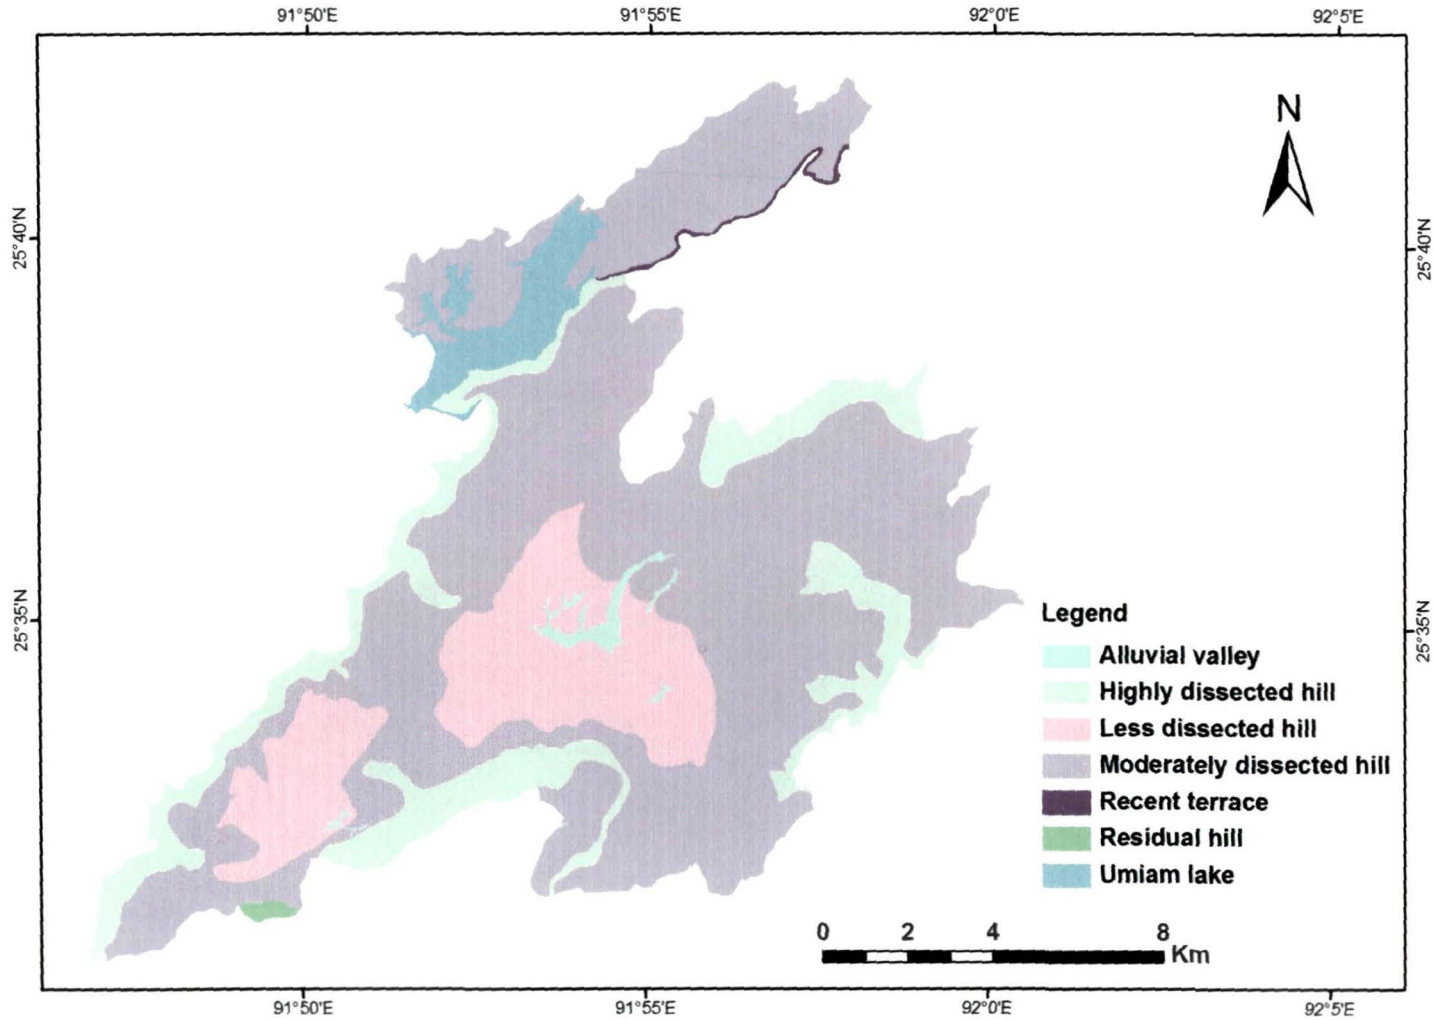 91°50'E 91°55'E 92°0'E 92°5'E
N
25°40'N 25°40'N
25°35'N 25°35'N
Legend
Alluvial valley
Highly dissected hill
Less dissected hill
Moderately dissected hill
Recent terrace
Residual hill
Umiam lake
0 2 4 8
Km
91°50'E 91°55'E 92°0'E 92°5'E